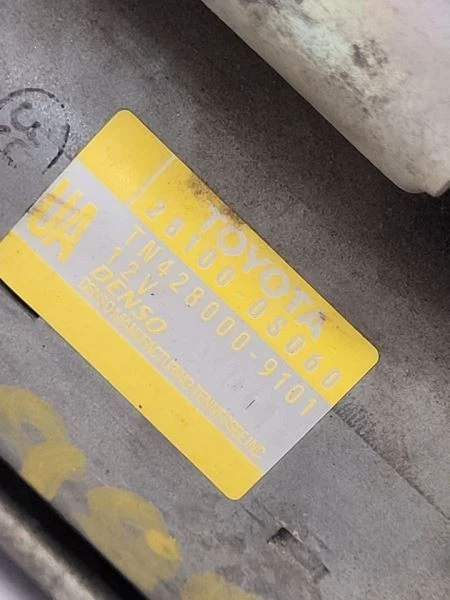 UA
TOYOTA
28100-0S060
TN428000-9101
12V
DENSO
DENSO MANUFACTURING TENNESSEE, INC.